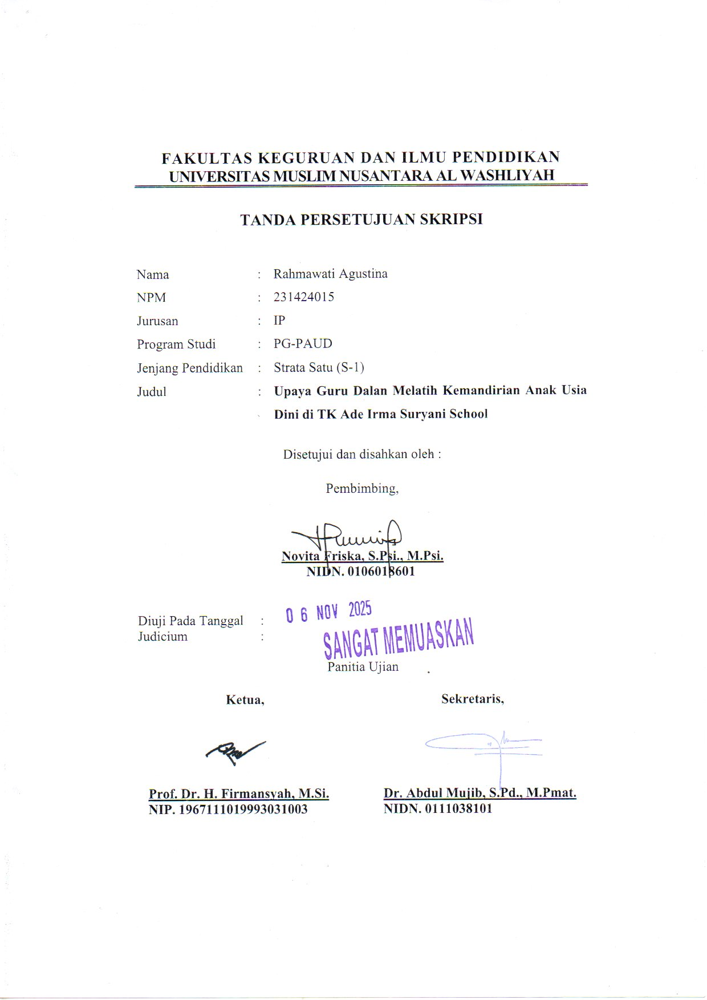 FAKULTAS KEGURUAN DAN ILMU PENDIDIKAN
UNIVERSITAS MUSLIM NUSANTARA AL WASHLIYAH
TANDA PERSETUJUAN SKRIPSI
Nama : Rahmawati Agustina
NPM : 231424015
Jurusan : IP
Program Studi : PG-PAUD
Jenjang Pendidikan : Strata Satu (S-1)
Judul : Upaya Guru Dalan Melatih Kemandirian Anak Usia
Dini di TK Ade Irma Suryani School
Disetujui dan disahkan oleh :
Pembimbing,
Novita Friska, S.Psi., M.Psi.
NIDN. 0106018601
Diuji Pada Tanggal : 06 NOV 2025
Judicium : SANGAT MEMUASKAN
Panitia Ujian
Ketua, Sekretaris,
Prof. Dr. H. Firmansyah, M.Si. Dr. Abdul Mujib, S.Pd., M.Pmat.
NIP. 1967111019993031003 NIDN. 0111038101